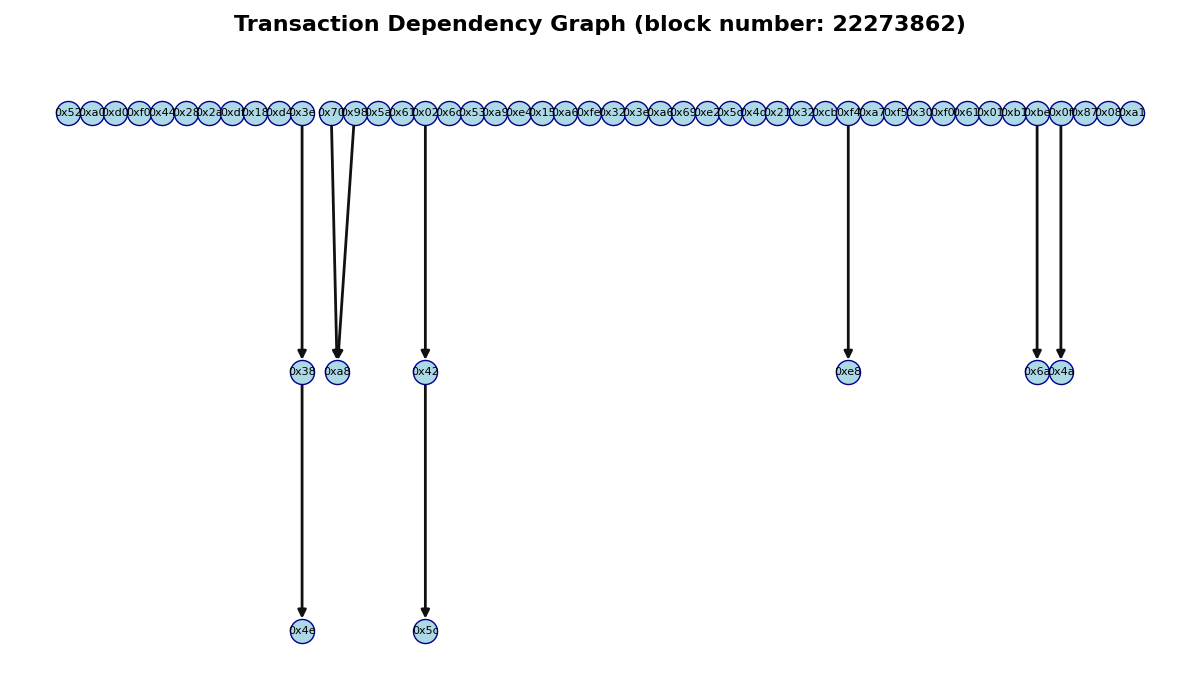 Transaction Dependency Graph (block number: 22273862)
0x52 0xa0 0xd0 0xf0 0x44 0x28 0x2a 0xdf 0x18 0xd4 0x3e 0x70 0x98 0x5a 0x61 0x02 0x6c 0x53 0xa9 0xe4 0x15 0xa6 0xfe 0x32 0x3e 0xa6 0x69 0xe2 0x5c 0x4c 0x21 0x32 0xcb 0xf4 0xa7 0xf5 0x30 0xf0 0x61 0x01 0xb1 0xbe 0x0f 0x87 0x08 0xa1
0x38 0xa8 0x42 0xe8 0x6a 0x4a
0x4e 0x5c